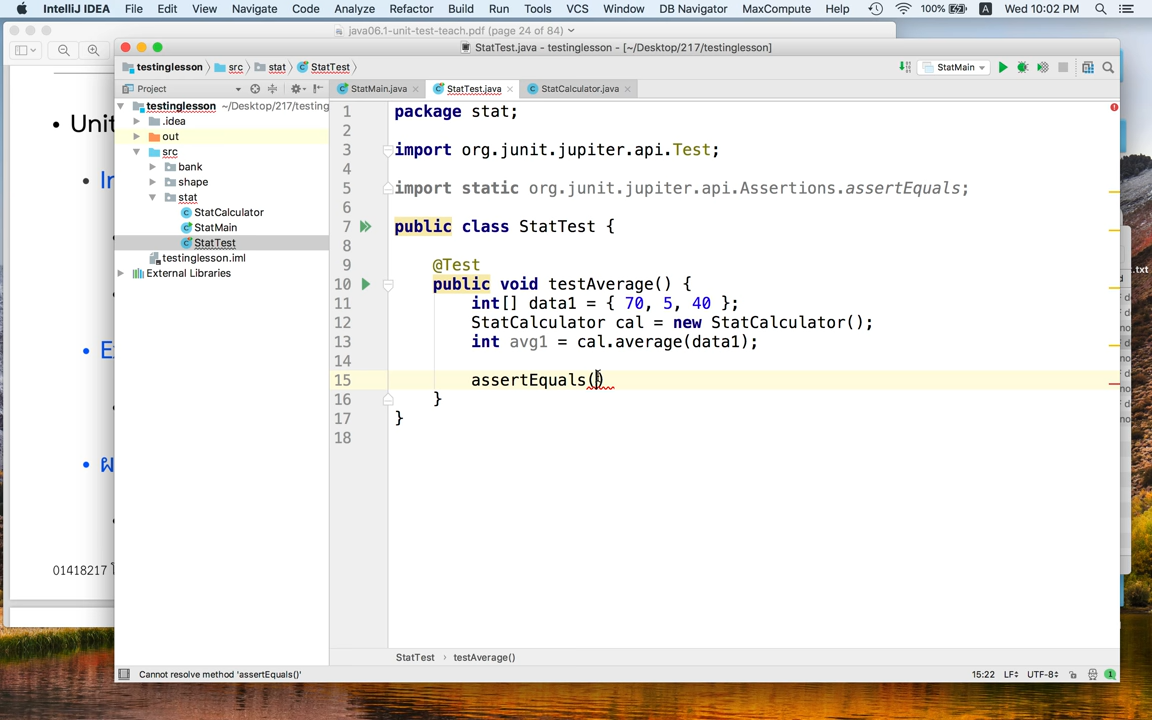 IntelliJ IDEA File Edit View Navigate Code Analyze Refactor Build Run Tools VCS Window DB Navigator MaxCompute Help 100% A Wed 10:02 PM
java06.1-unit-test-teach.pdf (page 24 of 84)
StatTest.java - testinglesson - [~/Desktop/217/testinglesson]
testinglesson src stat StatTest StatMain
Project StatMain.java StatTest.java StatCalculator.java
testinglesson ~/Desktop/217/testing
.idea
out
src
bank
shape
stat
StatCalculator
StatMain
StatTest
testinglesson.iml
External Libraries
1 package stat;
2
3 import org.junit.jupiter.api.Test;
4
5 import static org.junit.jupiter.api.Assertions.assertEquals;
6
7 public class StatTest {
8
9 @Test
10 public void testAverage() {
11 int[] data1 = { 70, 5, 40 };
12 StatCalculator cal = new StatCalculator();
13 int avg1 = cal.average(data1);
14
15 assertEquals()
16 }
17 }
18
• Unit
• In
• E
• ฝ
01418217
.txt
StatTest testAverage()
Cannot resolve method 'assertEquals()' 15:22 LF UTF-8 1